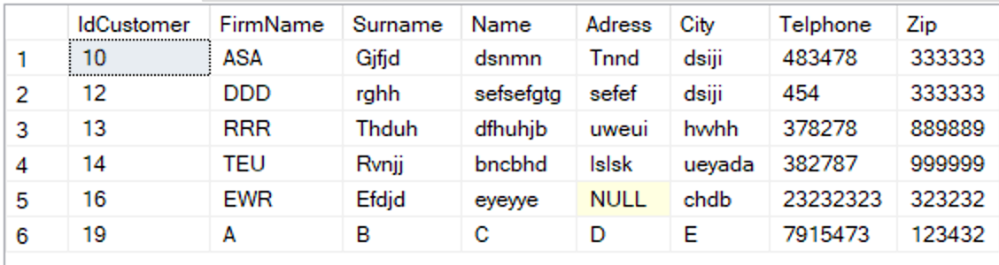 IdCustomer FirmName Surname Name Adress City Telphone Zip
1 10 ASA Gjfjd dsnmn Tnnd dsiji 483478 333333
2 12 DDD rghh sefsefgtg sefef dsiji 454 333333
3 13 RRR Thduh dfhuhjb uweui hwhh 378278 889889
4 14 TEU Rvnjj bncbhd lslsk ueyada 382787 999999
5 16 EWR Efdjd eyeyye NULL chdb 23232323 323232
6 19 A B C D E 7915473 123432